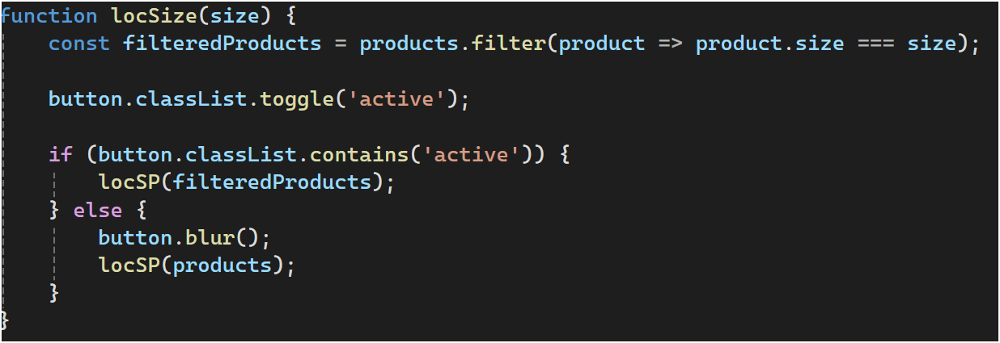 function locSize(size) {
    const filteredProducts = products.filter(product => product.size === size);
    button.classList.toggle('active');
    if (button.classList.contains('active')) {
        locSP(filteredProducts);
    } else {
        button.blur();
        locSP(products);
    }
}